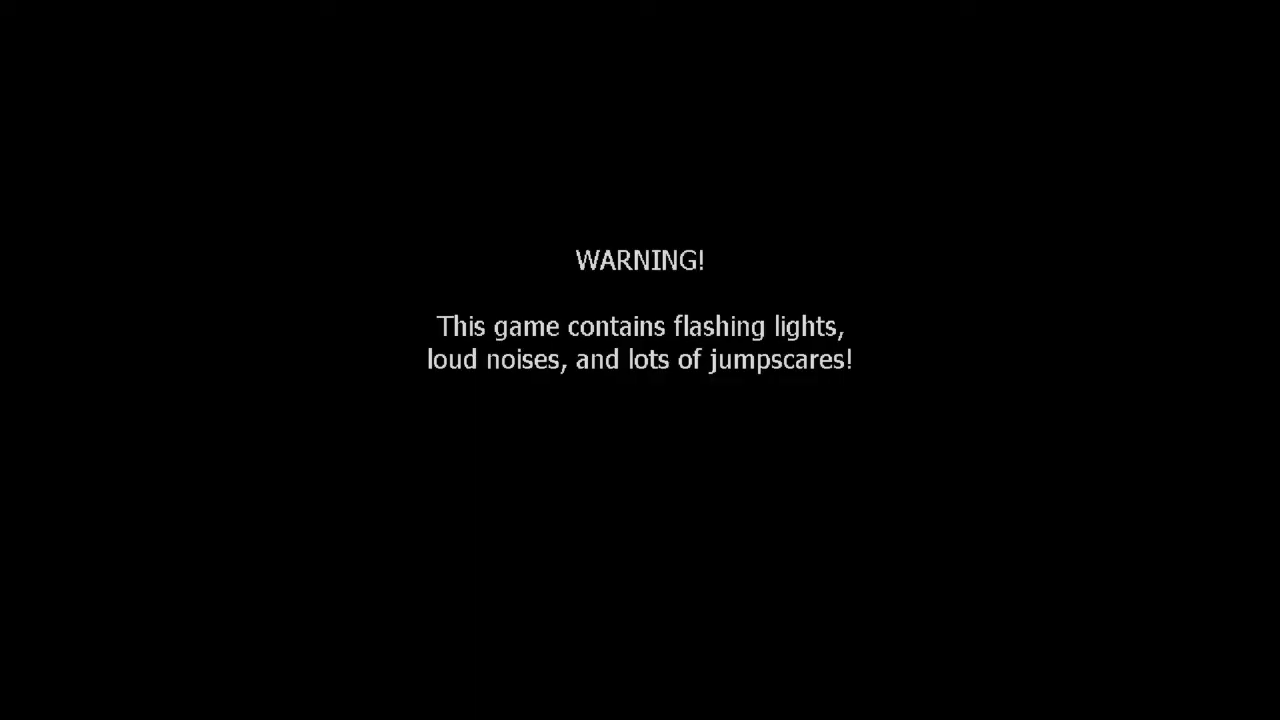 WARNING!
This game contains flashing lights,
loud noises, and lots of jumpscares!